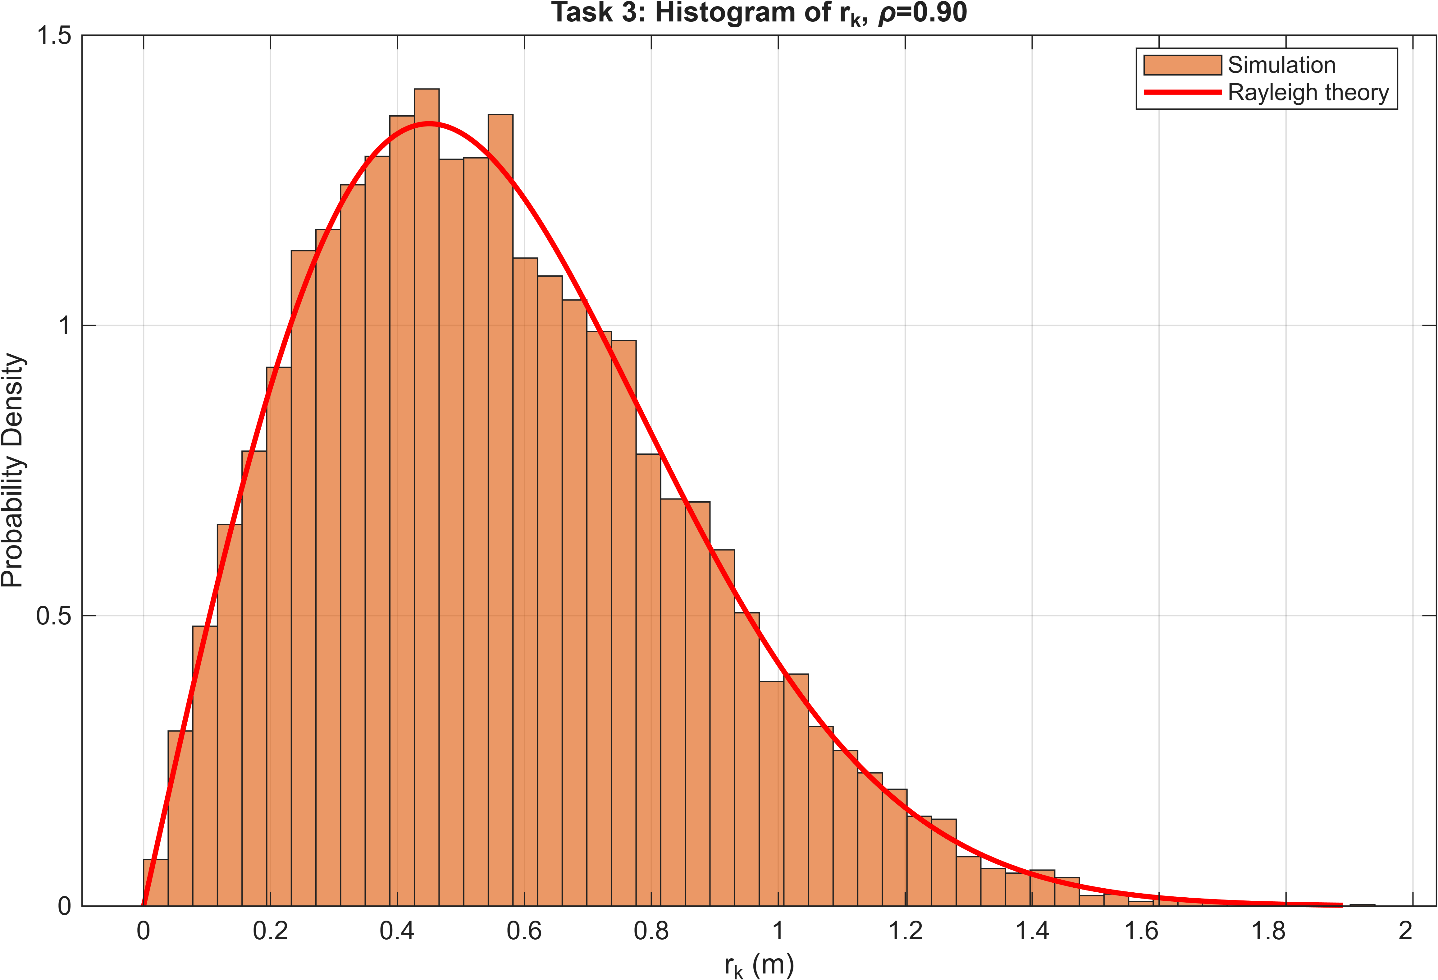 Task 3: Histogram of rₖ, ρ=0.90
1.5
Simulation
Rayleigh theory
1
Probability Density
0.5
0
0 0.2 0.4 0.6 0.8 1 1.2 1.4 1.6 1.8 2
rₖ (m)